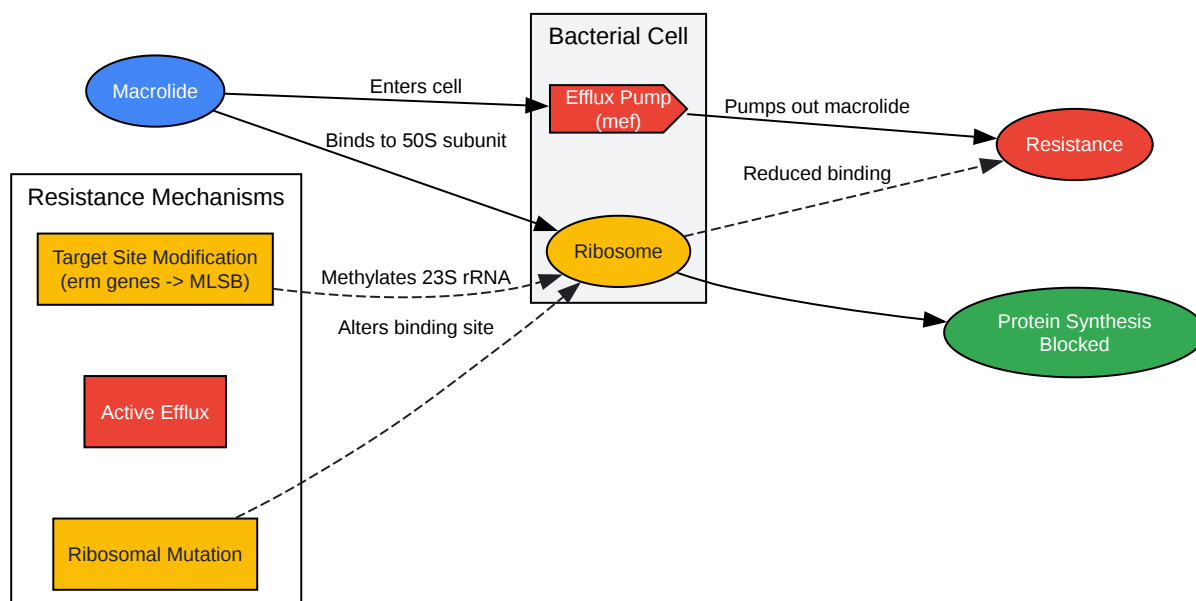 Bacterial Cell
Macrolide
Enters cell
Efflux Pump
(mef)
Pumps out macrolide
Binds to 50S subunit
Resistance
Reduced binding
Resistance Mechanisms
Target Site Modification
(erm genes -> MLSB)
Methylates 23S rRNA
Ribosome
Alters binding site
Protein Synthesis
Blocked
Active Efflux
Ribosomal Mutation